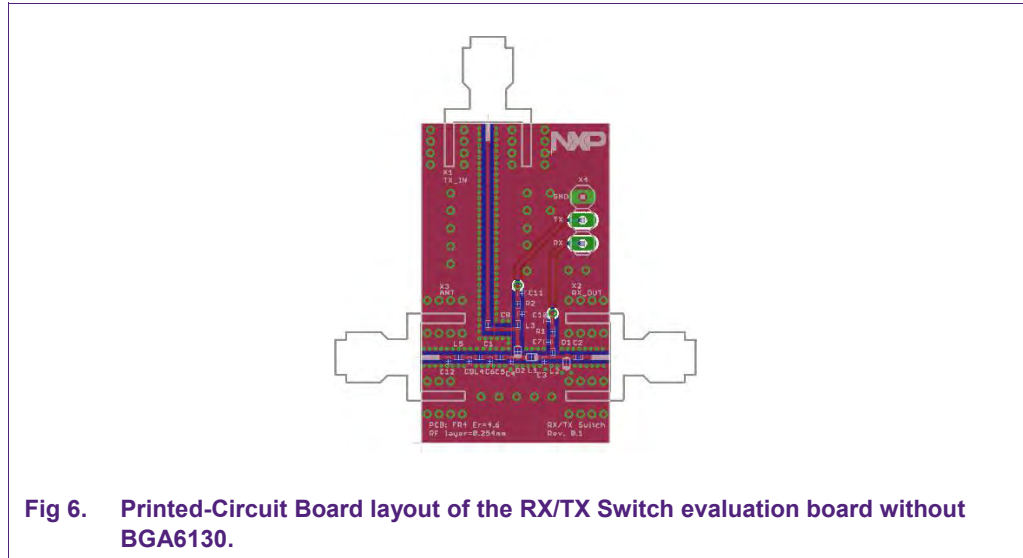 NXP
X1
TX_IN
X4
GND
TX
RX
X3
ANT
X2
RX_OUT
C11
R2
C8
C10
L3
R1
C7
L5
C1
D1 C2
C12
C9 L4 C6 C5 C4
D2 L1
C3
L2
PCB: FR4 Er=4.6
RF layer=0.254mm
RX/TX Switch
Rev. 0.1
Fig 6. Printed-Circuit Board layout of the RX/TX Switch evaluation board without
BGA6130.